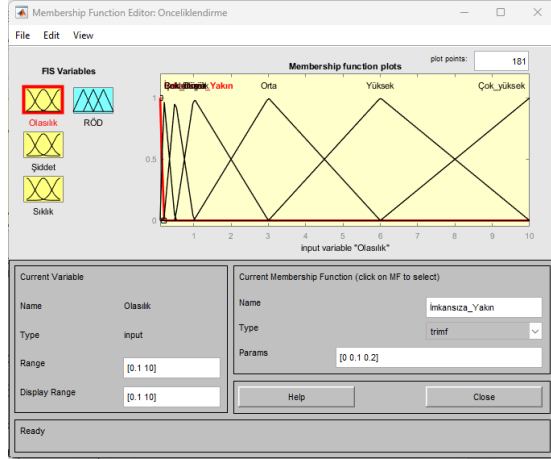 Membership Function Editor: Onceliklendirme
File Edit View
FIS Variables
Olasılık
RÖD
Şiddet
Sıklık
Membership function plots
plot points:
181
Yakın
Orta
Yüksek
Çok_yüksek
1
0.5
0
1 2 3 4 5 6 7 8 9 10
input variable "Olasılık"
Current Variable
Name Olasılık
Type input
Range [0.1 10]
Display Range [0.1 10]
Current Membership Function (click on MF to select)
Name İmkansıza_Yakın
Type trimf
Params [0 0.1 0.2]
Help
Close
Ready